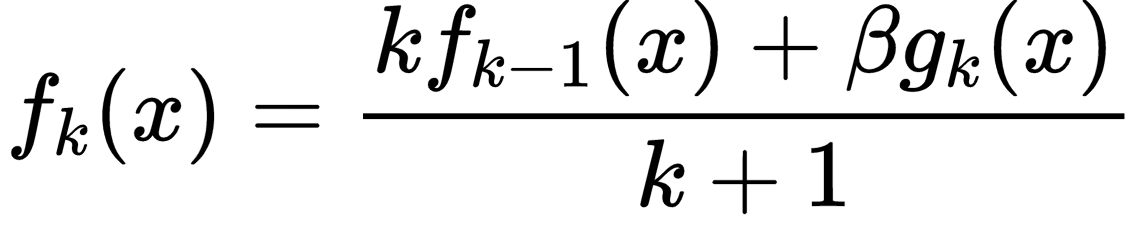 f_k(x) = \frac{k f_{k-1}(x) + \beta g_k(x)}{k + 1}